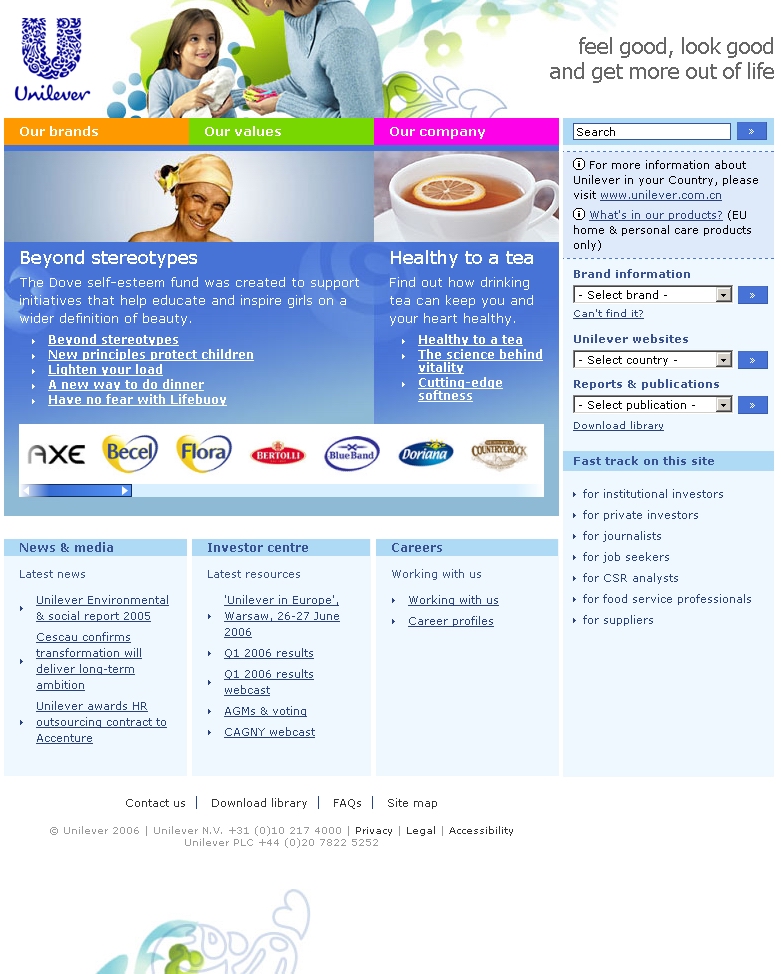 Unilever
feel good, look good
and get more out of life
Our brands
Our values
Our company
Search
»
For more information about
Unilever in your Country, please
visit www.unilever.com.cn
What's in our products? (EU
home & personal care products
only)
Beyond stereotypes
The Dove self-esteem fund was created to support
initiatives that help educate and inspire girls on a
wider definition of beauty.
Beyond stereotypes
New principles protect children
Lighten your load
A new way to do dinner
Have no fear with Lifebuoy
Healthy to a tea
Find out how drinking
tea can keep you and
your heart healthy.
Healthy to a tea
The science behind
vitality
Cutting-edge
softness
Brand information
- Select brand -
»
Can't find it?
Unilever websites
- Select country -
»
Reports & publications
- Select publication -
»
Download library
AXE
Becel
Flora
BERTOLLI
Blue Band
Doriana
COUNTRY CROCK
Fast track on this site
for institutional investors
for private investors
for journalists
for job seekers
for CSR analysts
for food service professionals
for suppliers
News & media
Latest news
Unilever Environmental
& social report 2005
Cescau confirms
transformation will
deliver long-term
ambition
Unilever awards HR
outsourcing contract to
Accenture
Investor centre
Latest resources
'Unilever in Europe',
Warsaw, 26-27 June
2006
Q1 2006 results
Q1 2006 results
webcast
AGMs & voting
CAGNY webcast
Careers
Working with us
Working with us
Career profiles
Contact us | Download library | FAQs | Site map
© Unilever 2006 | Unilever N.V. +31 (0)10 217 4000 | Privacy | Legal | Accessibility
Unilever PLC +44 (0)20 7822 5252